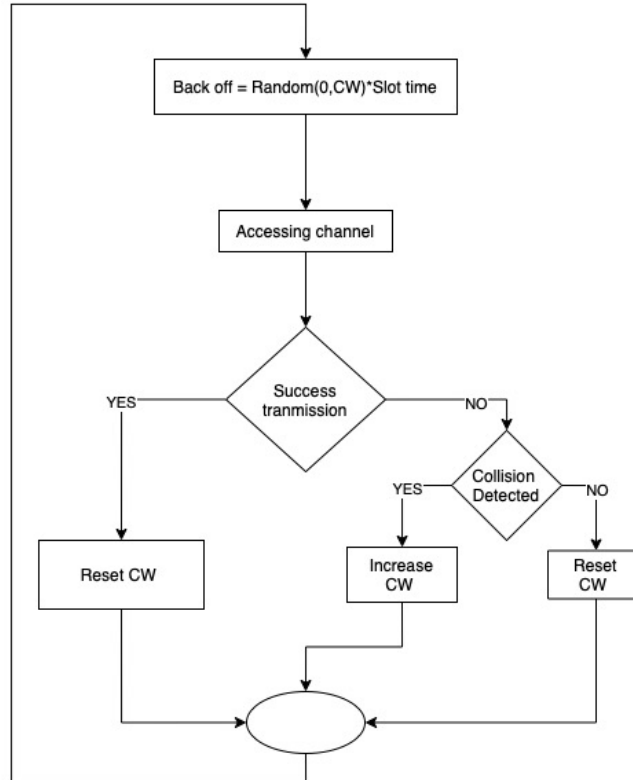 Back off = Random(0,CW)*Slot time
Accessing channel
Success
tranmission
YES
NO
Collision
Detected
YES
NO
Reset CW
Increase
CW
Reset
CW